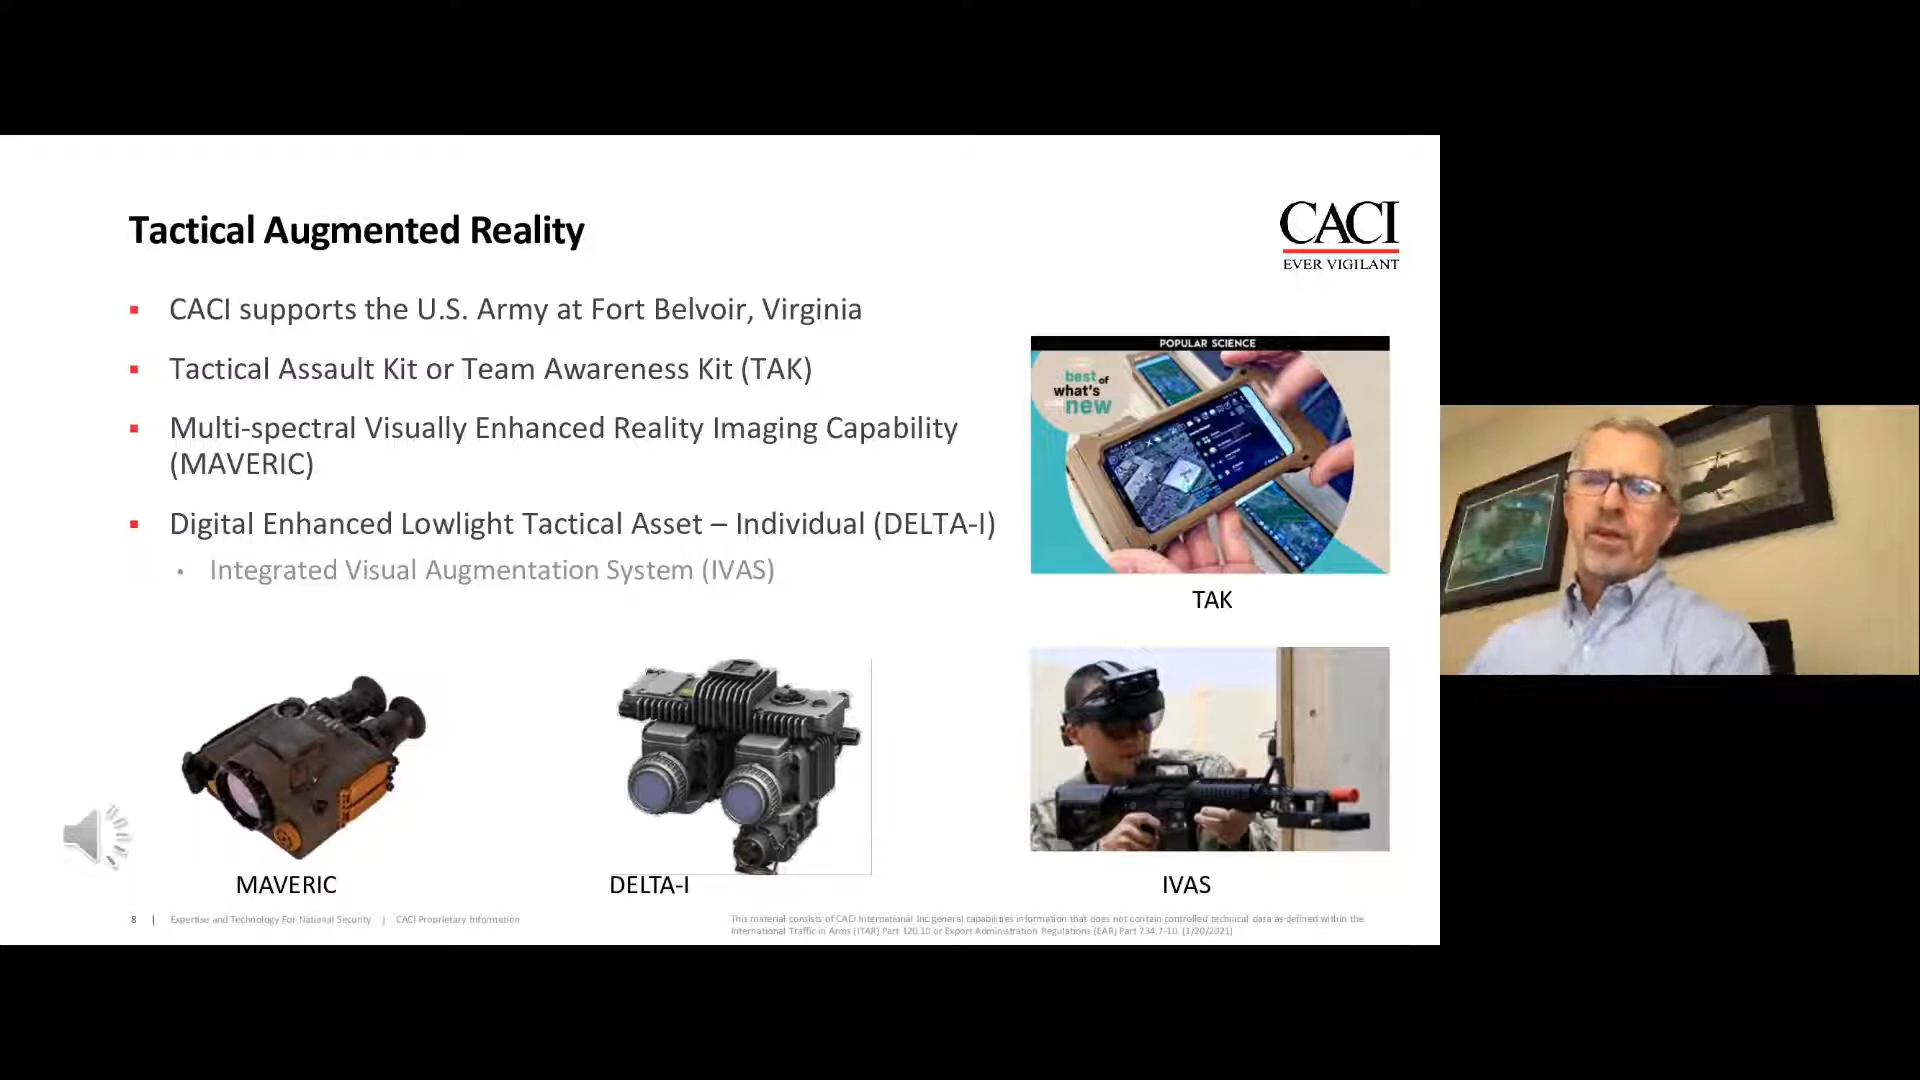 Tactical Augmented Reality
CACI
EVER VIGILANT
▪ CACI supports the U.S. Army at Fort Belvoir, Virginia
▪ Tactical Assault Kit or Team Awareness Kit (TAK)
▪ Multi-spectral Visually Enhanced Reality Imaging Capability
(MAVERIC)
▪ Digital Enhanced Lowlight Tactical Asset – Individual (DELTA-I)
• Integrated Visual Augmentation System (IVAS)
POPULAR SCIENCE
best of
what's
new
TAK
MAVERIC
DELTA-I
IVAS
8 | Expertise and Technology For National Security | CACI Proprietary Information
This material consists of CACI International Inc general capabilities information that does not contain controlled technical data as defined within the
International Traffic in Arms (ITAR) Part 120.10 or Export Administration Regulations (EAR) Part 734.7-10. (1/20/2021)